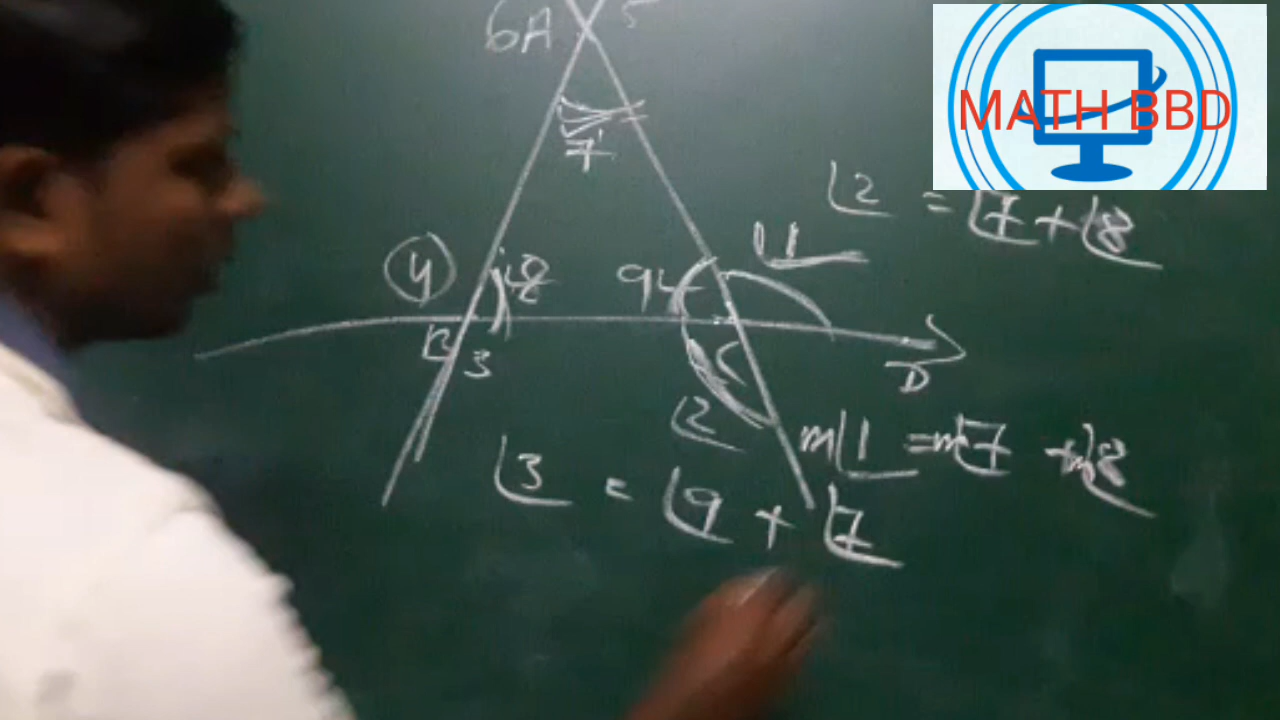 6A 5
MATH BBD
7
∠2 = ∠7 + ∠8
∠1
4 ∠8 9
B 3
D
∠2
m∠1 = m∠7 + m∠8
∠3 = ∠9 + ∠7